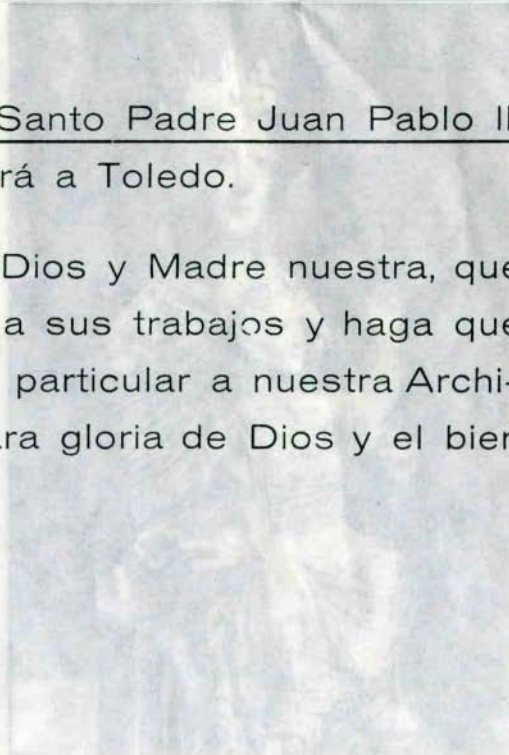 Santo Padre Juan Pablo II
rá a Toledo.
Dios y Madre nuestra, que
a sus trabajos y haga que
particular a nuestra Archi-
ra gloria de Dios y el bien